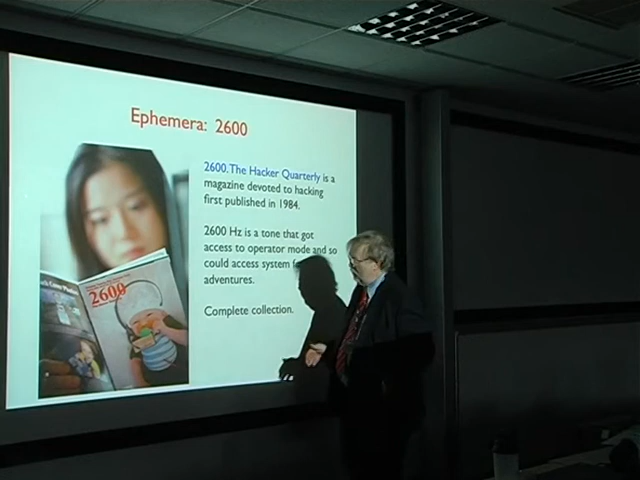 Ephemera: 2600
2600. The Hacker Quarterly is a
magazine devoted to hacking
first published in 1984.
2600 Hz is a tone that got
access to operator mode and so
could access system
adventures.
Complete collection.
2600